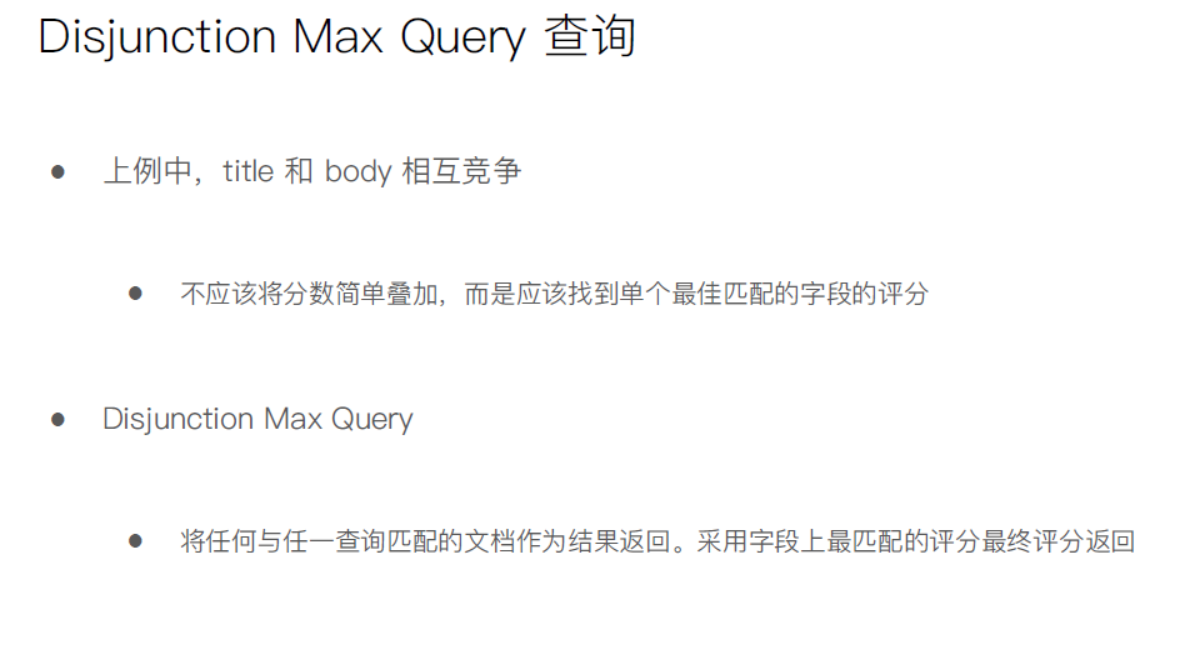 Disjunction Max Query 查询
上例中，title 和 body 相互竞争
不应该将分数简单叠加，而是应该找到单个最佳匹配的字段的评分
Disjunction Max Query
将任何与任一查询匹配的文档作为结果返回。采用字段上最匹配的评分最终评分返回